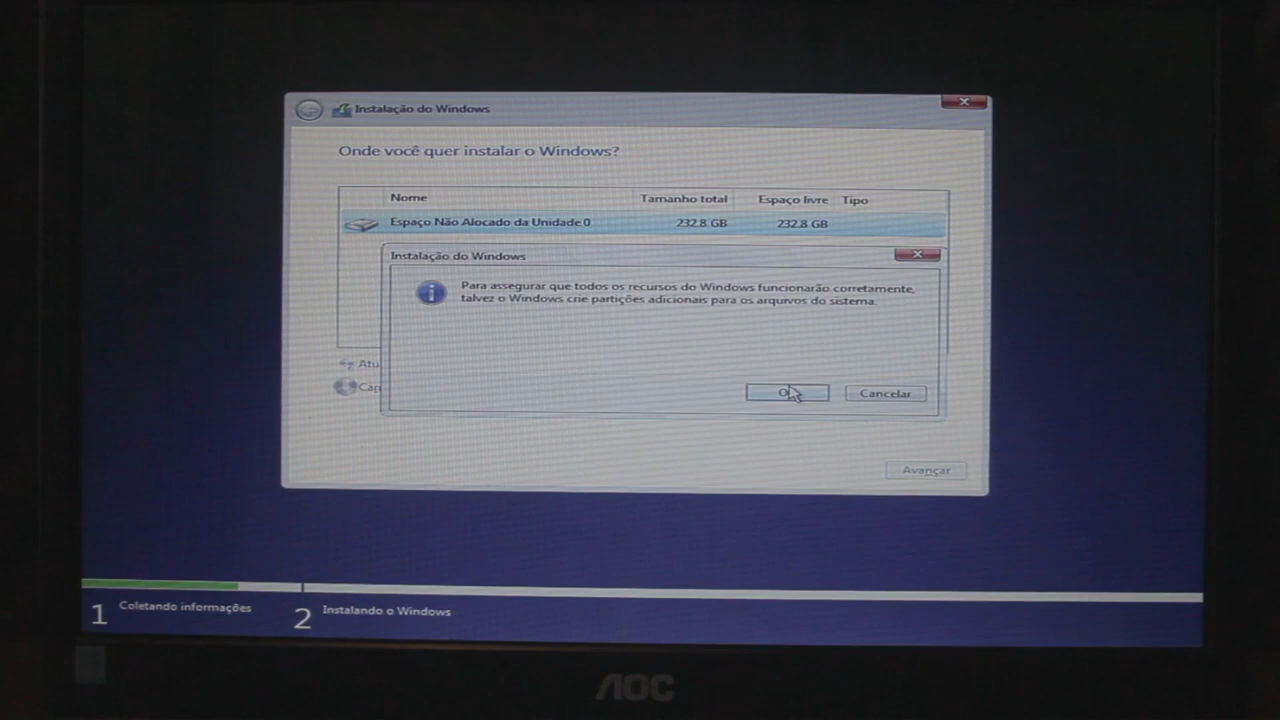 Instalação do Windows
Onde você quer instalar o Windows?
Nome Tamanho total Espaço livre Tipo
Espaço Não Alocado da Unidade 0 232.8 GB 232.8 GB
Instalação do Windows
Para assegurar que todos os recursos do Windows funcionarão corretamente,
talvez o Windows crie partições adicionais para os arquivos do sistema.
Atu
Cancelar
Avançar
1 Coletando informações 2 Instalando o Windows
AOC